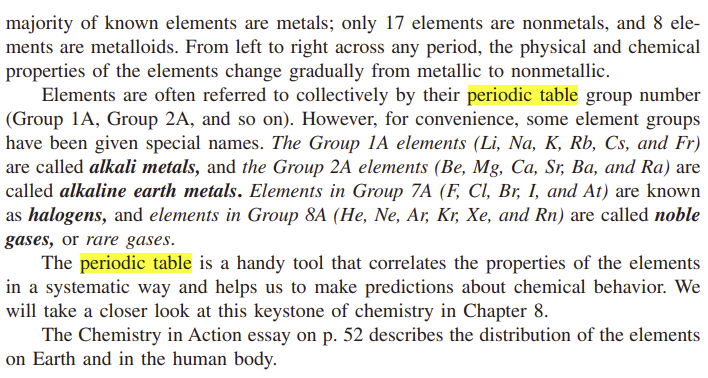 majority of known elements are metals; only 17 elements are nonmetals, and 8 ele-
ments are metalloids. From left to right across any period, the physical and chemical
properties of the elements change gradually from metallic to nonmetallic.
Elements are often referred to collectively by their periodic table group number
(Group 1A, Group 2A, and so on). However, for convenience, some element groups
have been given special names. The Group 1A elements (Li, Na, K, Rb, Cs, and Fr)
are called alkali metals, and the Group 2A elements (Be, Mg, Ca, Sr, Ba, and Ra) are
called alkaline earth metals. Elements in Group 7A (F, Cl, Br, I, and At) are known
as halogens, and elements in Group 8A (He, Ne, Ar, Kr, Xe, and Rn) are called noble
gases, or rare gases.
The periodic table is a handy tool that correlates the properties of the elements
in a systematic way and helps us to make predictions about chemical behavior. We
will take a closer look at this keystone of chemistry in Chapter 8.
The Chemistry in Action essay on p. 52 describes the distribution of the elements
on Earth and in the human body.